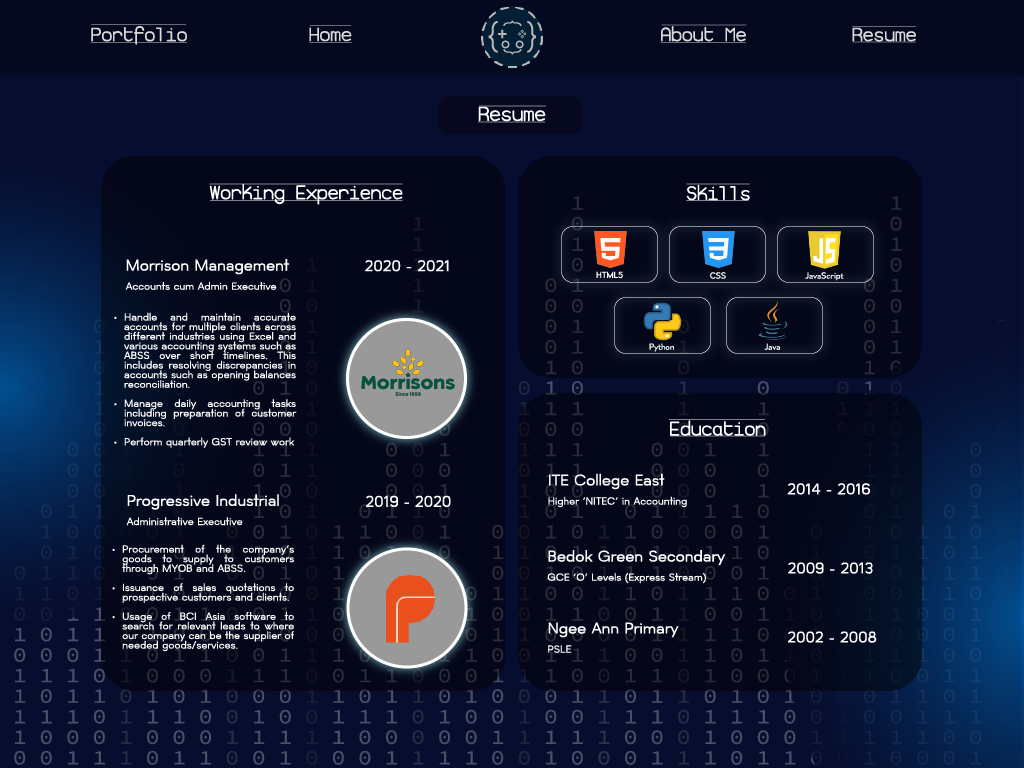 Portfolio
Home
About Me
Resume
Resume
Working Experience
Morrison Management
2020 - 2021
Accounts cum Admin Executive
• Handle and maintain accurate
accounts for multiple clients across
different industries using Excel and
various accounting systems such as
ABSS over short timelines. This
includes resolving discrepancies in
accounts such as opening balances
reconciliation.
• Manage daily accounting tasks
including preparation of customer
invoices.
• Perform quarterly GST review work
Morrisons
Since 1899
Progressive Industrial
2019 - 2020
Administrative Executive
• Procurement of the company's
goods to supply to customers
through MYOB and ABSS.
• Issuance of sales quotations to
prospective customers and clients.
• Usage of BCI Asia software to
search for relevant leads to where
our company can be the supplier of
needed goods/services.
Skills
HTML5
CSS
JS
JavaScript
Python
Java
Education
ITE College East
Higher 'NITEC' in Accounting
2014 - 2016
Bedok Green Secondary
GCE 'O' Levels (Express Stream)
2009 - 2013
Ngee Ann Primary
PSLE
2002 - 2008